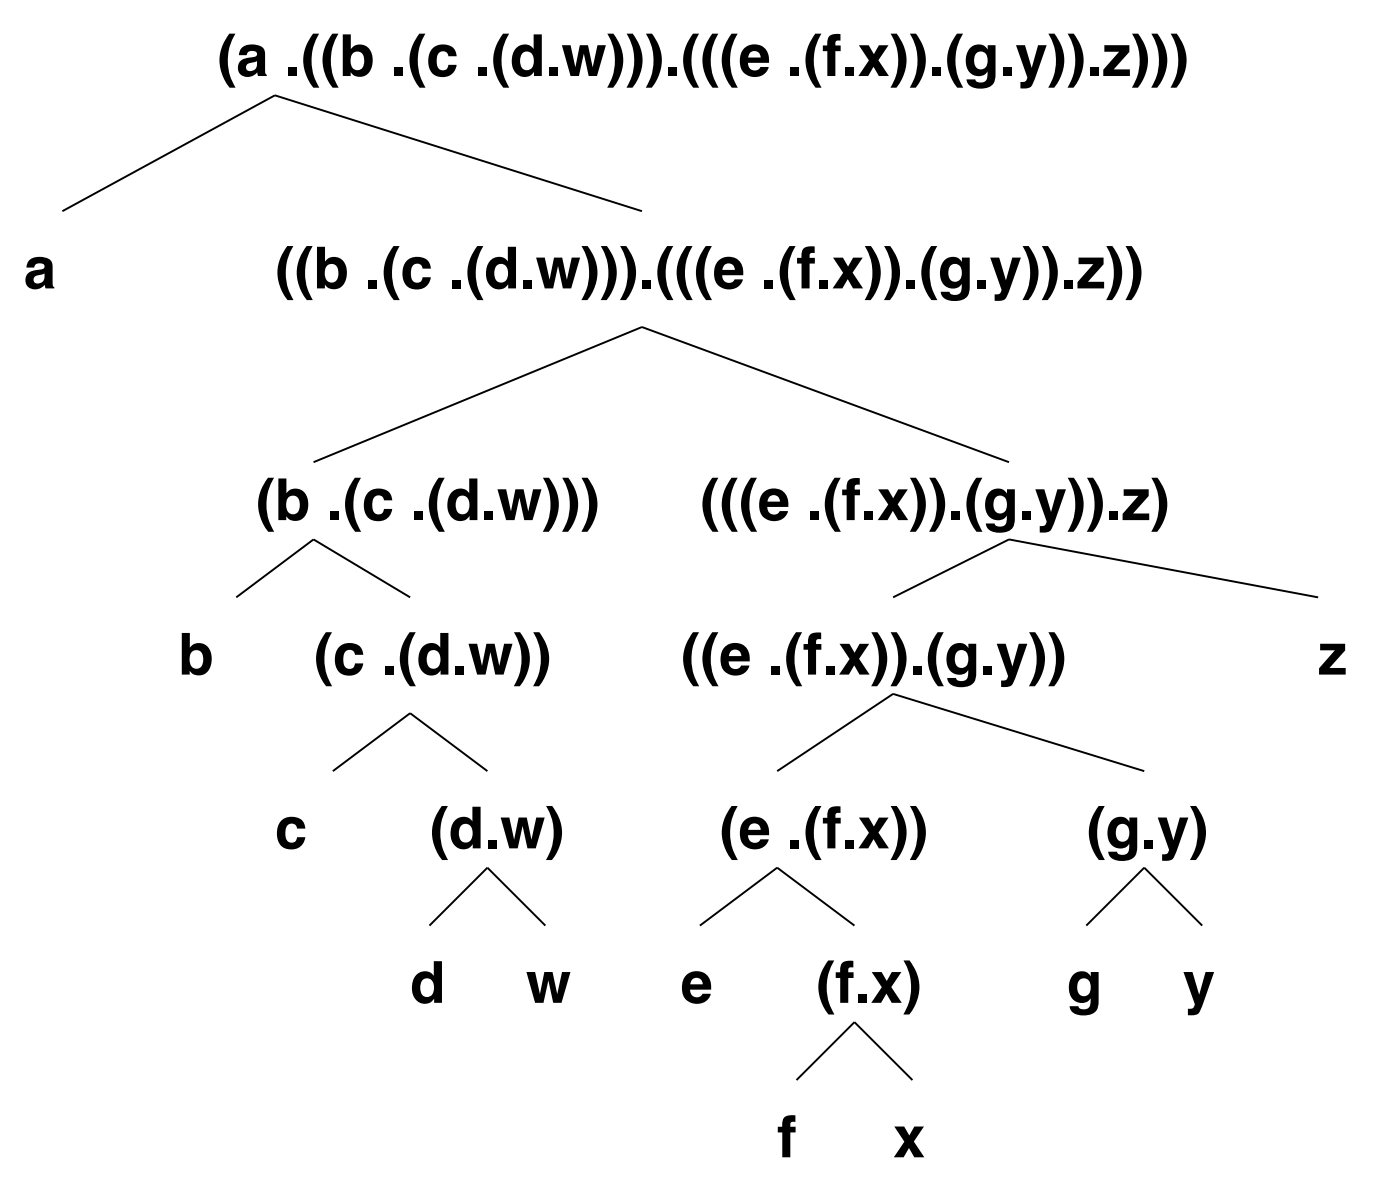 (a .((b .(c .(d.w))).(((e .(f.x)).(g.y)).z)))
a ((b .(c .(d.w))).(((e .(f.x)).(g.y)).z))
(b .(c .(d.w))) (((e .(f.x)).(g.y)).z)
b (c .(d.w)) ((e .(f.x)).(g.y)) z
c (d.w) (e .(f.x)) (g.y)
d w e (f.x) g y
f x